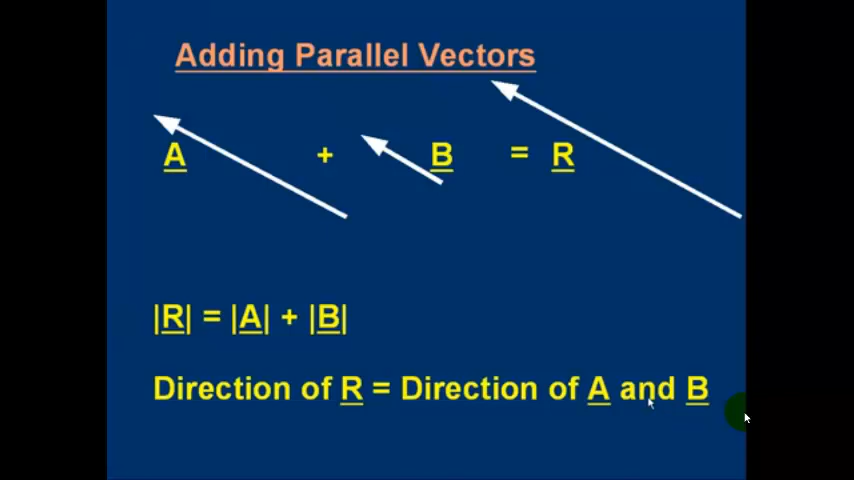 Adding Parallel Vectors
A + B = R
|R| = |A| + |B|
Direction of R = Direction of A and B